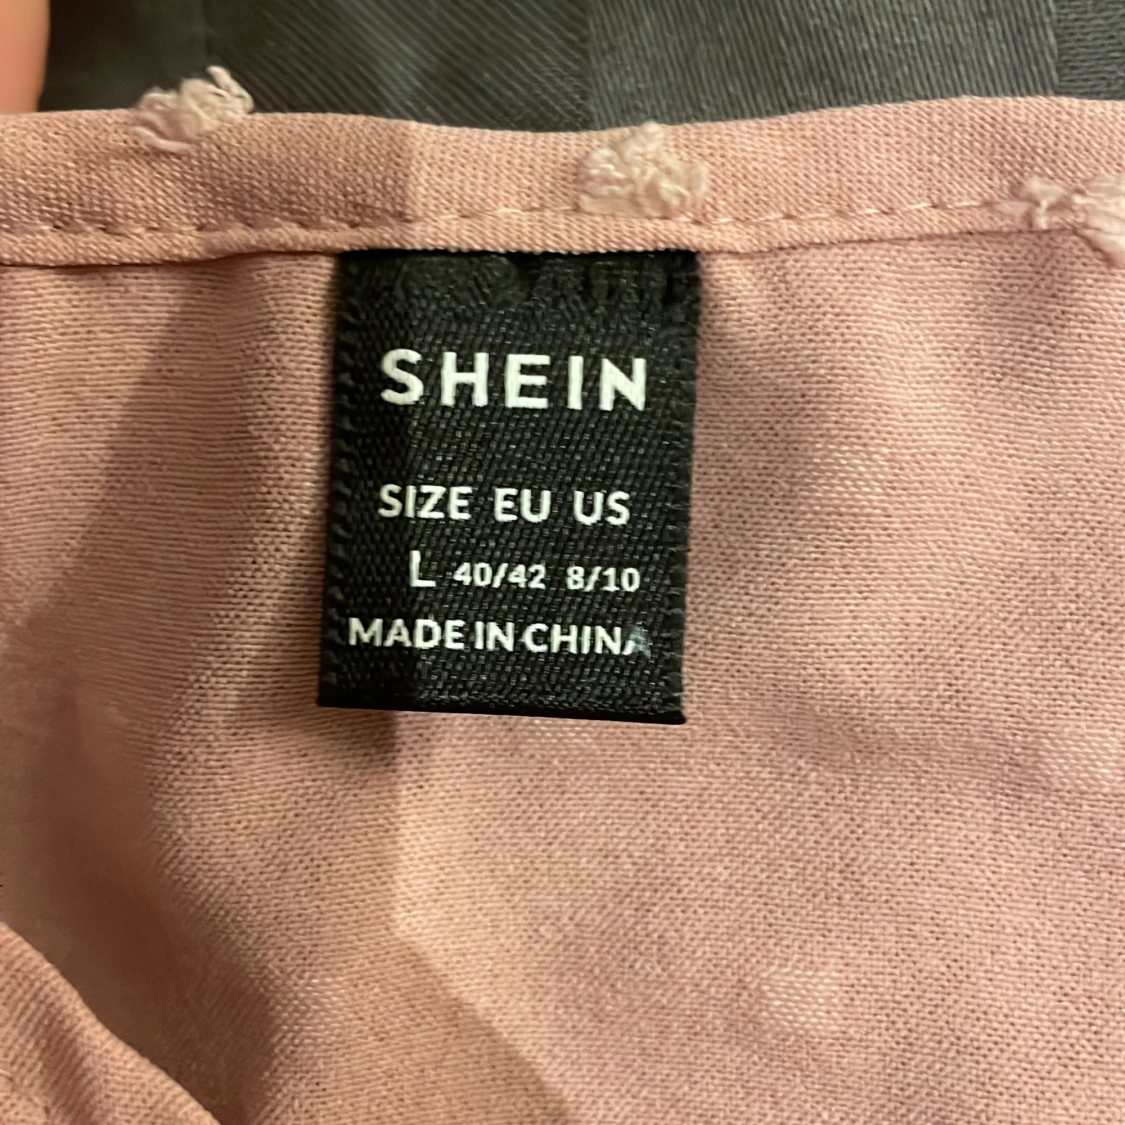 SHEIN
SIZE EU US
L 40/42 8/10
MADE IN CHINA